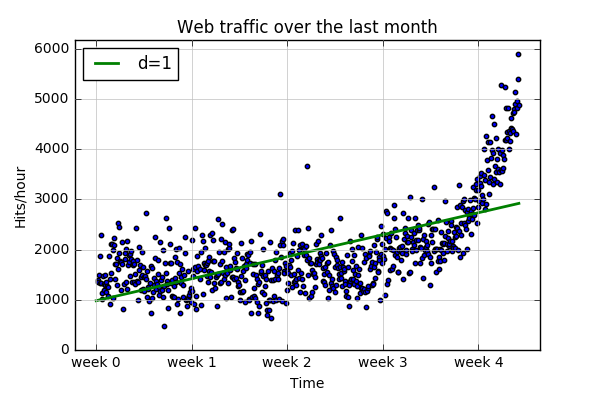 Web traffic over the last month
d=1
6000
5000
4000
3000
2000
1000
0
Hits/hour
week 0 week 1 week 2 week 3 week 4
Time